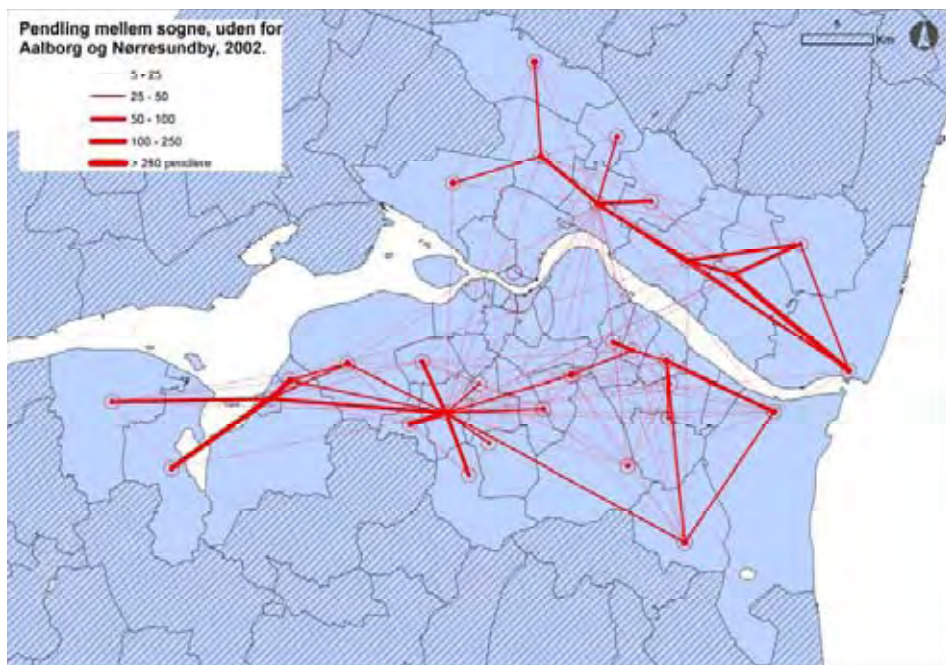 Pendling mellem sogne, uden for
Aalborg og Nørresundby, 2002.
5 - 25
25 - 50
50 - 100
100 - 250
> 250 pendlere
Km